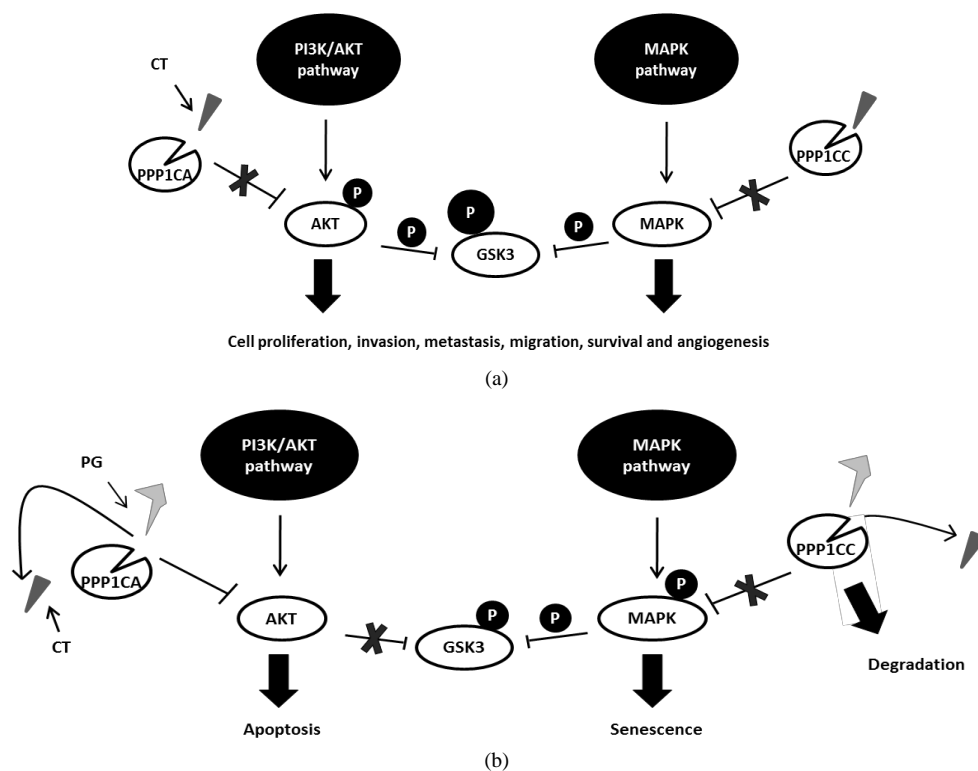 PI3K/AKT
pathway
MAPK
pathway
CT
PPP1CA
PPP1CC
P
AKT
P
P
GSK3
P
MAPK
Cell proliferation, invasion, metastasis, migration, survival and angiogenesis
(a)
PI3K/AKT
pathway
MAPK
pathway
PG
PPP1CA
PPP1CC
CT
AKT
P
GSK3
P
P
MAPK
Degradation
Apoptosis
Senescence
(b)